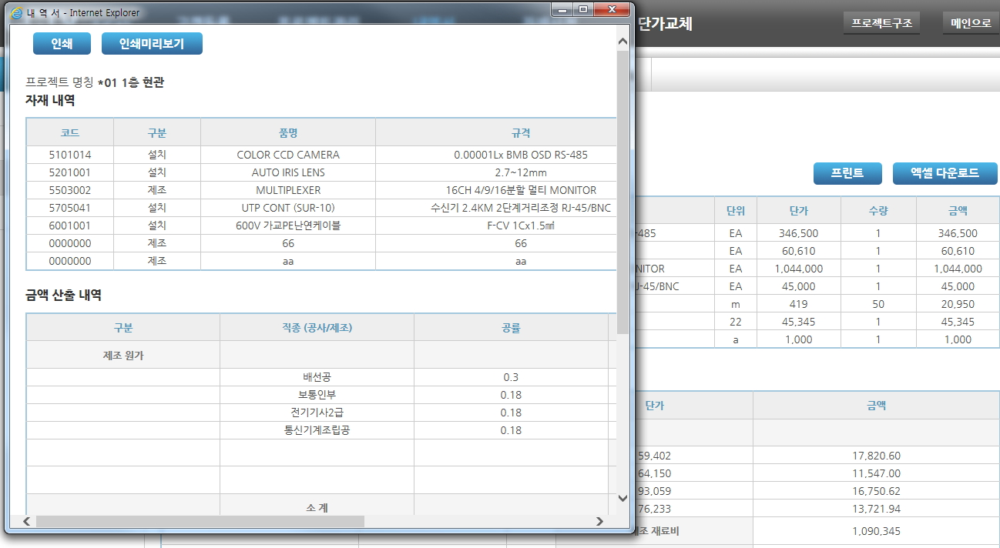 내 역 서 - Internet Explorer
단가교체
프로젝트구조
메인으로
인쇄
인쇄미리보기
프로젝트 명칭 *01 1층 현관
자재 내역
코드 구분 품명 규격
5101014 설치 COLOR CCD CAMERA 0.00001Lx BMB OSD RS-485
5201001 설치 AUTO IRIS LENS 2.7~12mm
5503002 제조 MULTIPLEXER 16CH 4/9/16분할 멀티 MONITOR
5705041 설치 UTP CONT (SUR-10) 수신기 2.4KM 2단계거리조정 RJ-45/BNC
6001001 설치 600V 가교PE난연케이블 F-CV 1Cx1.5㎟
0000000 제조 66 66
0000000 제조 aa aa
금액 산출 내역
구분 직종 (공사/제조) 공률
제조 원가
배선공 0.3
보통인부 0.18
전기기사2급 0.18
통신기계조립공 0.18
소 계
프린트
엑셀 다운로드
단위 단가 수량 금액
-485 EA 346,500 1 346,500
EA 60,610 1 60,610
NITOR EA 1,044,000 1 1,044,000
J-45/BNC EA 45,000 1 45,000
m 419 50 20,950
22 45,345 1 45,345
a 1,000 1 1,000
단가 금액
59,402 17,820.60
64,150 11,547.00
93,059 16,750.62
76,233 13,721.94
제조 재료비 1,090,345